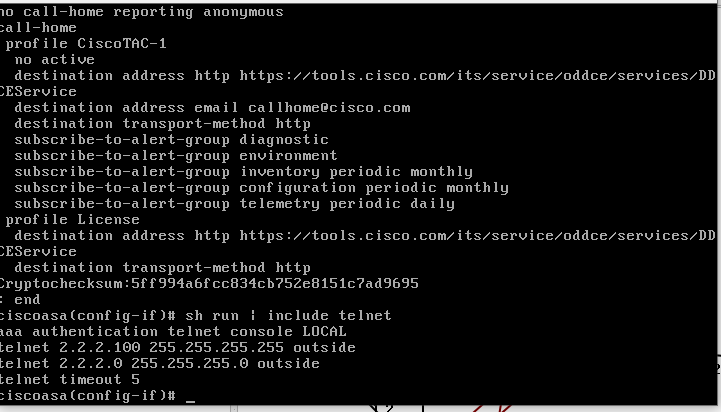 no call-home reporting anonymous
call-home
profile CiscoTAC-1
no active
destination address http https://tools.cisco.com/its/service/oddce/services/DD
CEService
destination address email callhome@cisco.com
destination transport-method http
subscribe-to-alert-group diagnostic
subscribe-to-alert-group environment
subscribe-to-alert-group inventory periodic monthly
subscribe-to-alert-group configuration periodic monthly
subscribe-to-alert-group telemetry periodic daily
profile License
destination address http https://tools.cisco.com/its/service/oddce/services/DD
CEService
destination transport-method http
Cryptochecksum:5ff994a6fcc834cb752e8151c7ad9695
: end
ciscoasa(config-if)# sh run | include telnet
aaa authentication telnet console LOCAL
telnet 2.2.2.100 255.255.255.255 outside
telnet 2.2.2.0 255.255.255.0 outside
telnet timeout 5
ciscoasa(config-if)# _